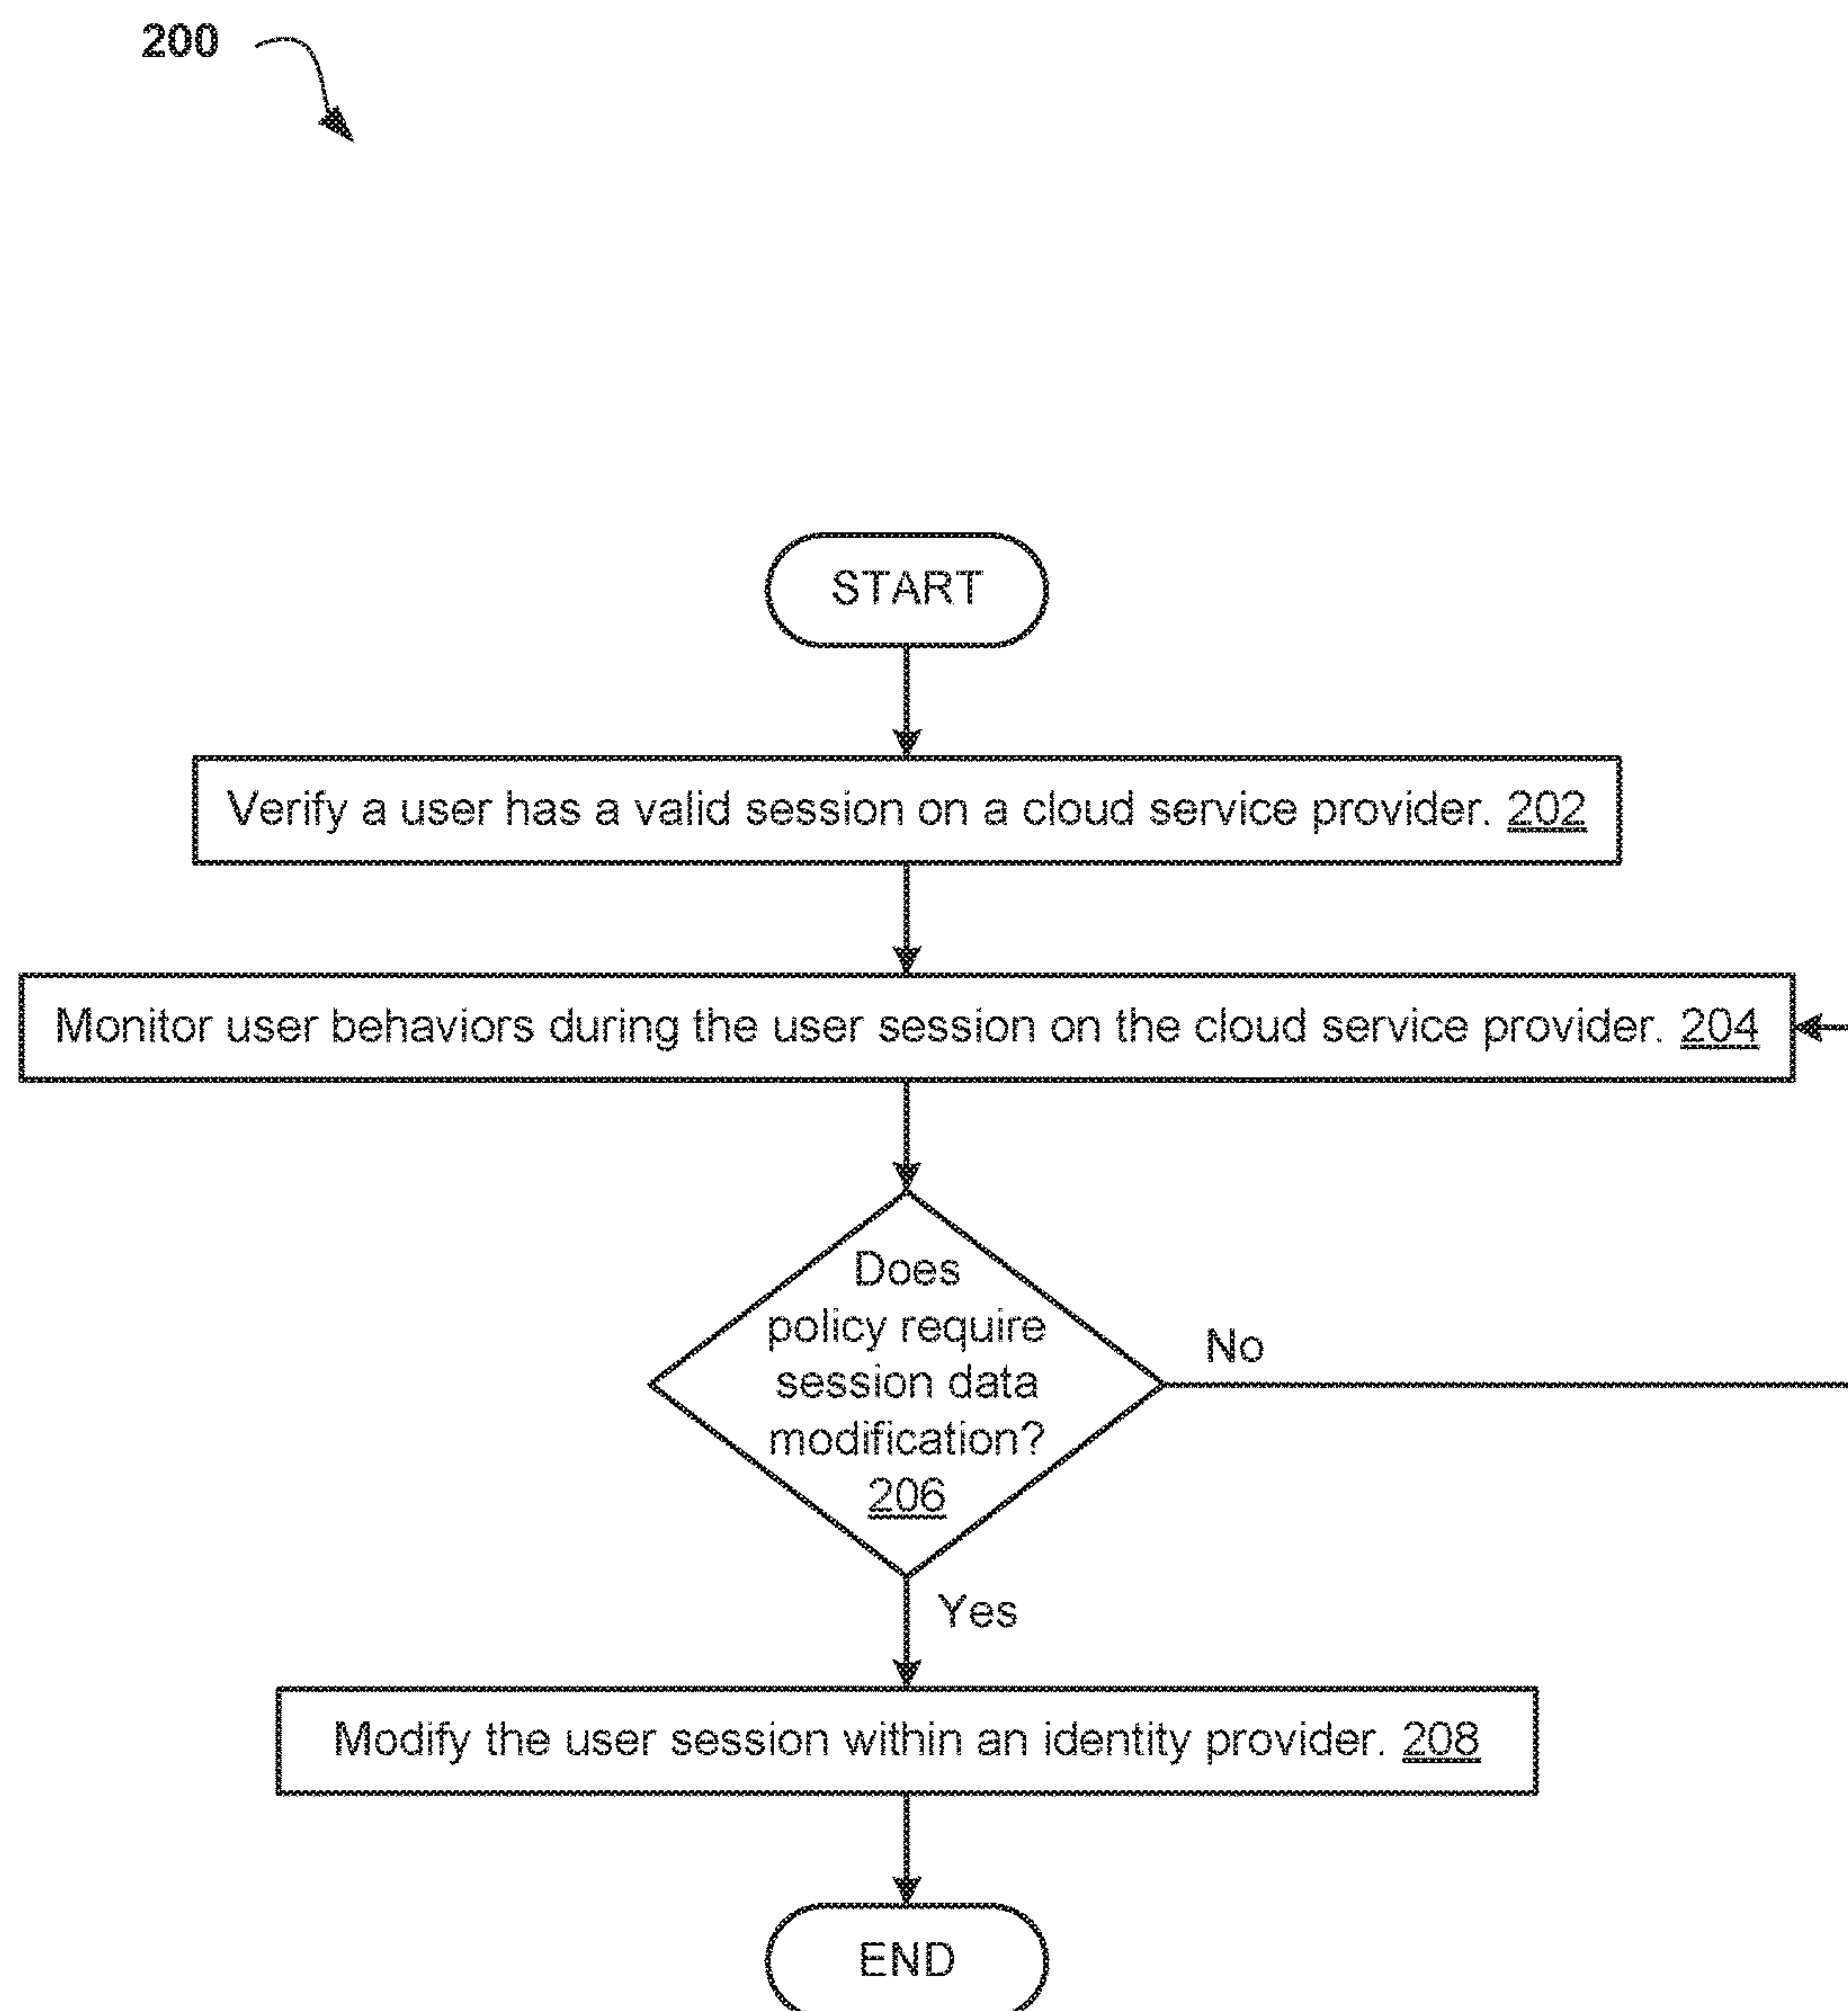 200
START
Verify a user has a valid session on a cloud service provider. 202
Monitor user behaviors during the user session on the cloud service provider. 204
Does
policy require
session data
modification?
206
No
Yes
Modify the user session within an identity provider. 208
END